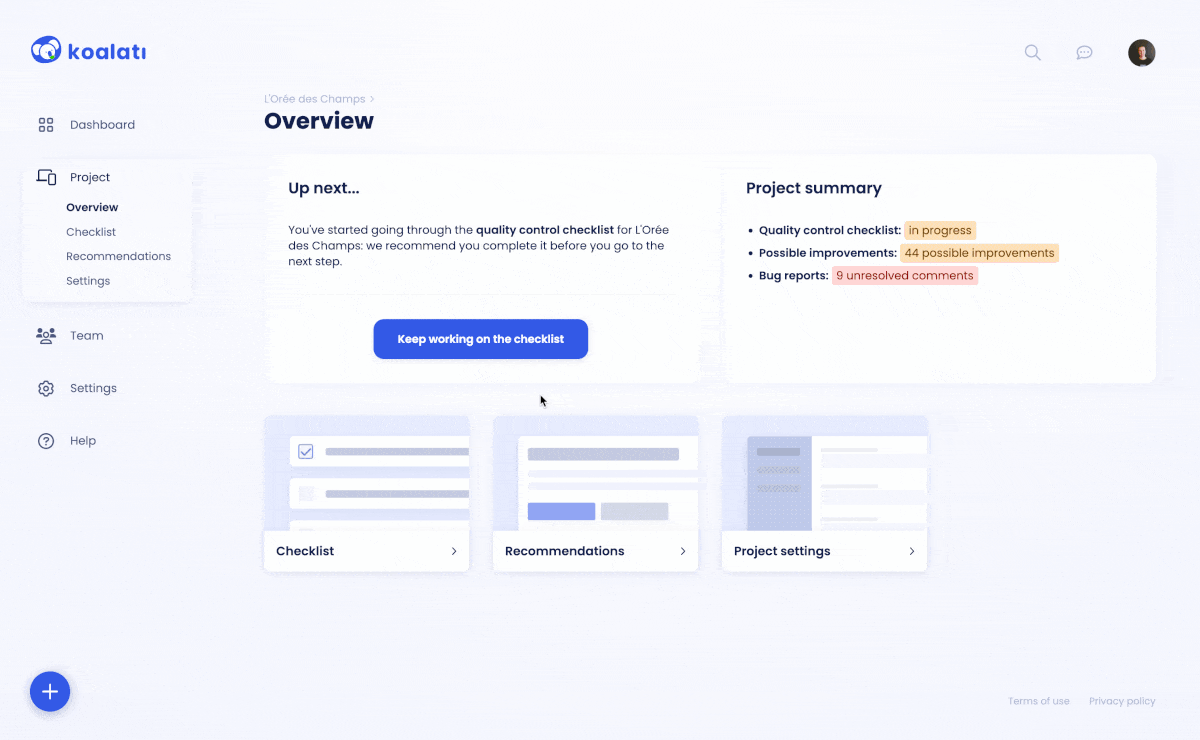 koalati
L'Orée des Champs
Overview
Dashboard
Project
Overview
Checklist
Recommendations
Settings
Team
Settings
Help
Up next...
You've started going through the quality control checklist for L'Orée
des Champs: we recommend you complete it before you go to the
next step.
Keep working on the checklist
Project summary
Quality control checklist: in progress
Possible improvements: 44 possible improvements
Bug reports: 9 unresolved comments
Checklist
Recommendations
Project settings
Terms of use
Privacy policy